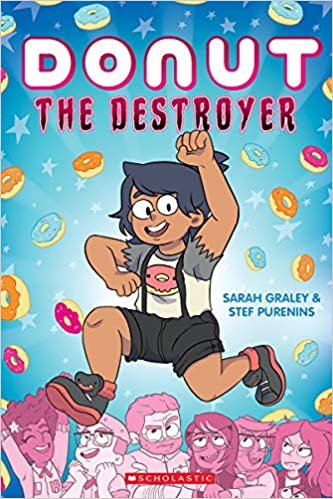 DONUT
THE DESTROYER
SARAH GRALEY &
STEF PURENINS
SCHOLASTIC